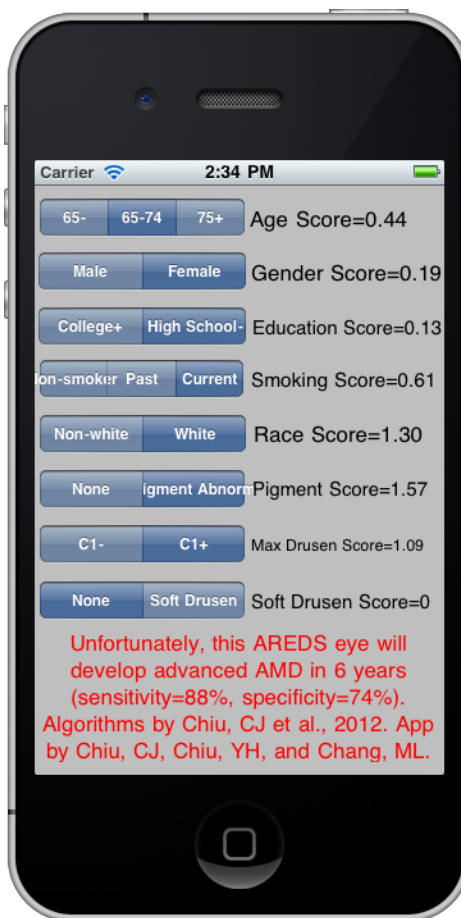 Carrier 2:34 PM
65- 65-74 75+ Age Score=0.44
Male Female Gender Score=0.19
College+ High School- Education Score=0.13
on-smoker Past Current Smoking Score=0.61
Non-white White Race Score=1.30
None igment Abnorm Pigment Score=1.57
C1- C1+ Max Drusen Score=1.09
None Soft Drusen Soft Drusen Score=0
Unfortunately, this AREDS eye will
develop advanced AMD in 6 years
(sensitivity=88%, specificity=74%).
Algorithms by Chiu, CJ et al., 2012. App
by Chiu, CJ, Chiu, YH, and Chang, ML.